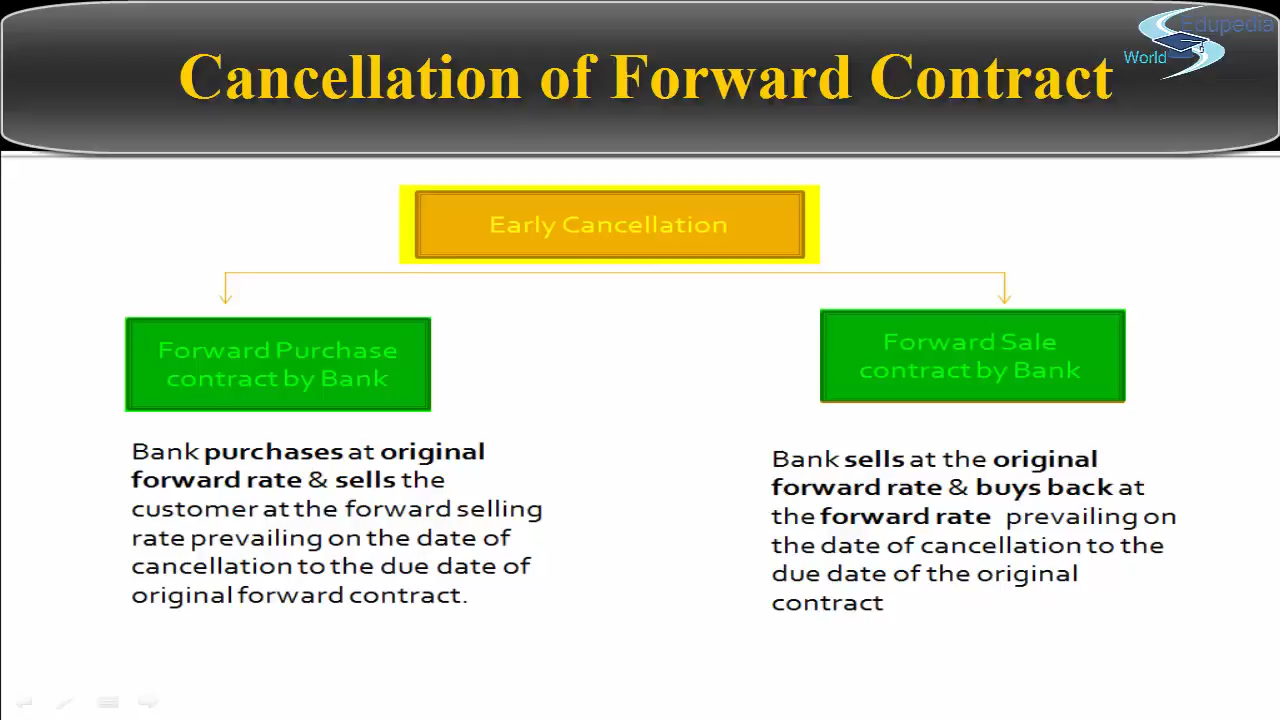 Edupedia
World
Cancellation of Forward Contract
Early Cancellation
Forward Purchase
contract by Bank
Bank purchases at original
forward rate & sells the
customer at the forward selling
rate prevailing on the date of
cancellation to the due date of
original forward contract.
Forward Sale
contract by Bank
Bank sells at the original
forward rate & buys back at
the forward rate prevailing on
the date of cancellation to the
due date of the original
contract